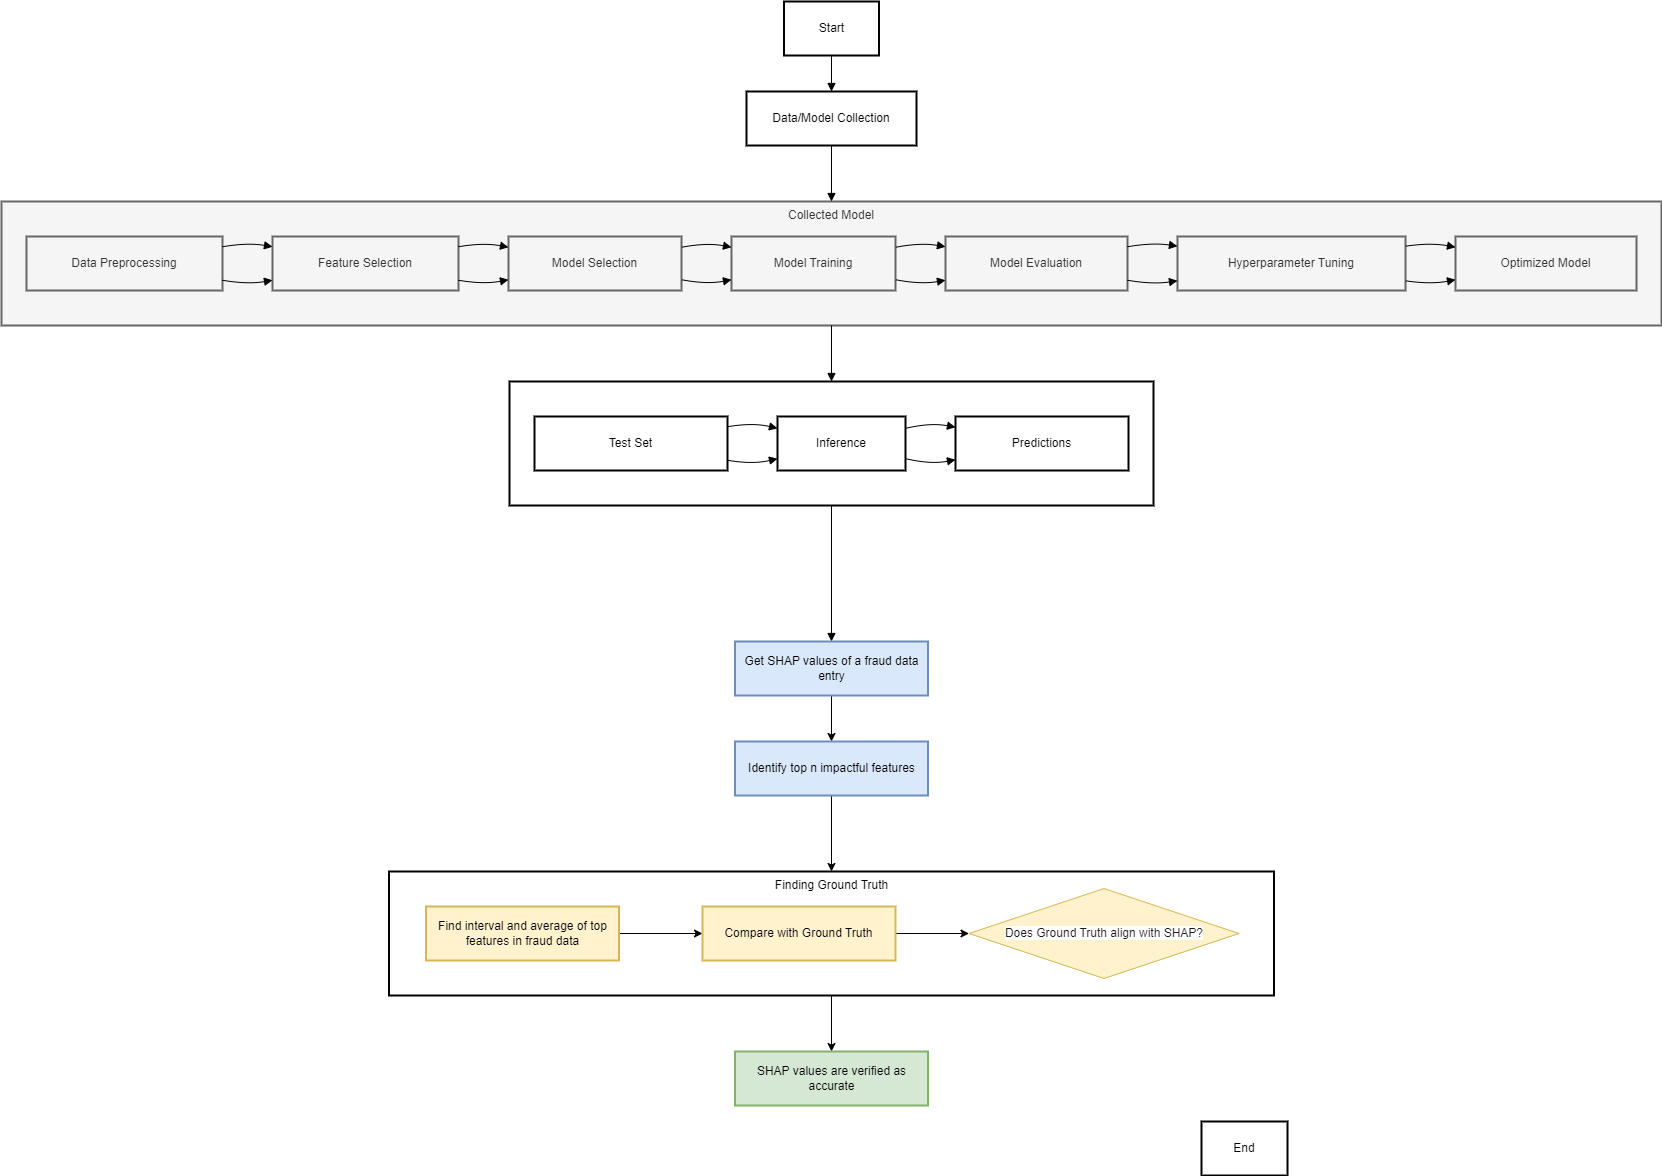 Start
Data/Model Collection
Collected Model
Data Preprocessing
Feature Selection
Model Selection
Model Training
Model Evaluation
Hyperparameter Tuning
Optimized Model
Test Set
Inference
Predictions
Get SHAP values of a fraud data
entry
Identify top n impactful features
Finding Ground Truth
Find interval and average of top
features in fraud data
Compare with Ground Truth
Does Ground Truth align with SHAP?
SHAP values are verified as
accurate
End